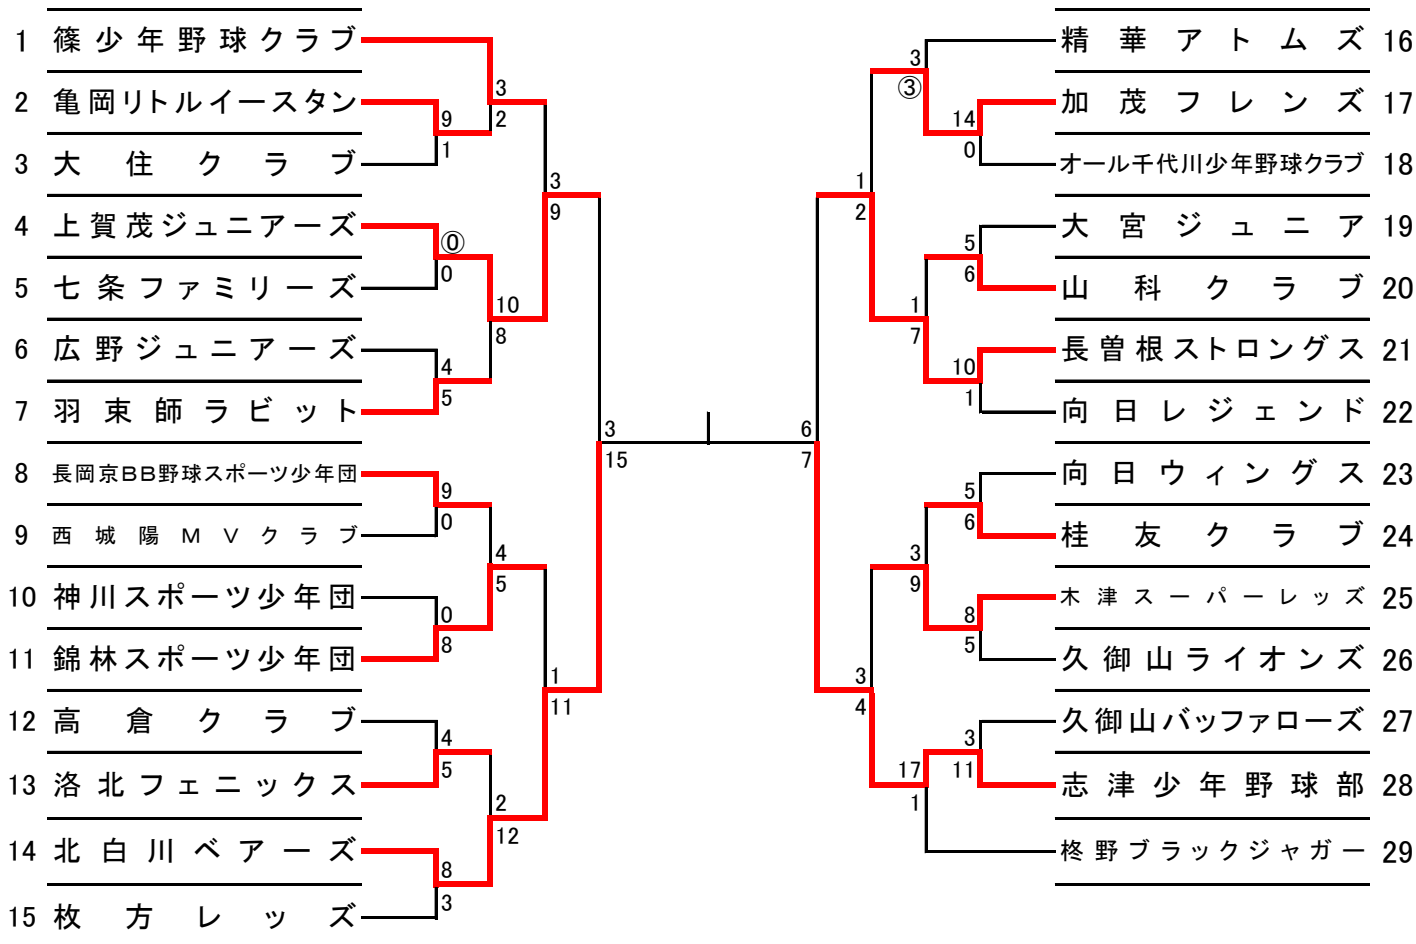 1 篠少年野球クラブ
2 亀岡リトルイースタン
3 大住クラブ
4 上賀茂ジュニアーズ
5 七条ファミリーズ
6 広野ジュニアーズ
7 羽束師ラビット
8 長岡京BB野球スポーツ少年団
9 西城陽MVクラブ
10 神川スポーツ少年団
11 錦林スポーツ少年団
12 高倉クラブ
13 洛北フェニックス
14 北白川ベアーズ
15 枚方レッズ
9
1
⓪
0
4
5
9
0
0
8
4
5
8
3
3
2
10
8
4
5
2
12
3
9
1
11
3
15
6
7
1
2
3
4
3
③
1
7
3
9
17
1
14
0
5
6
10
1
5
6
8
5
3
11
精華アトムズ 16
加茂フレンズ 17
オール千代川少年野球クラブ 18
大宮ジュニア 19
山科クラブ 20
長曽根ストロングス 21
向日レジェンド 22
向日ウィングス 23
桂友クラブ 24
木津スーパーレッズ 25
久御山ライオンズ 26
久御山バッファローズ 27
志津少年野球部 28
柊野ブラックジャガー 29